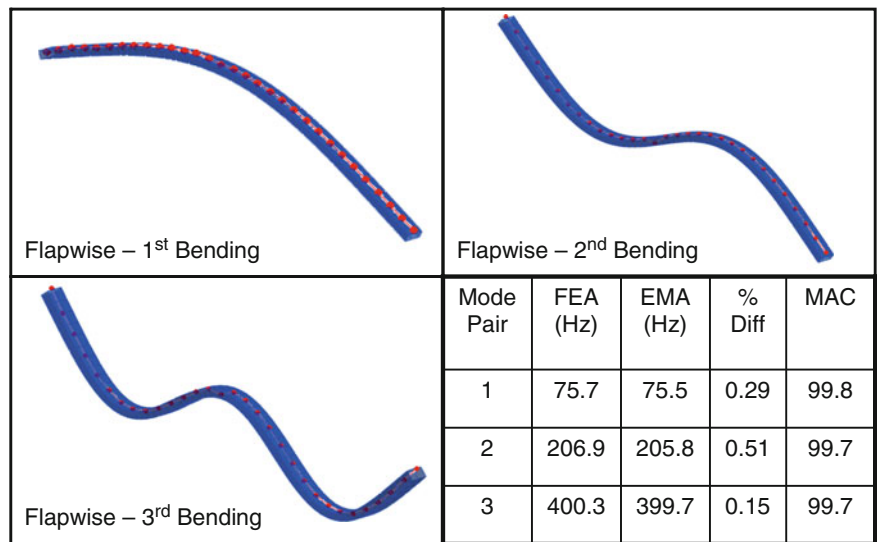 Flapwise – 1st Bending
Flapwise – 2nd Bending
Flapwise – 3rd Bending
Mode Pair FEA (Hz) EMA (Hz) % Diff MAC
1 75.7 75.5 0.29 99.8
2 206.9 205.8 0.51 99.7
3 400.3 399.7 0.15 99.7